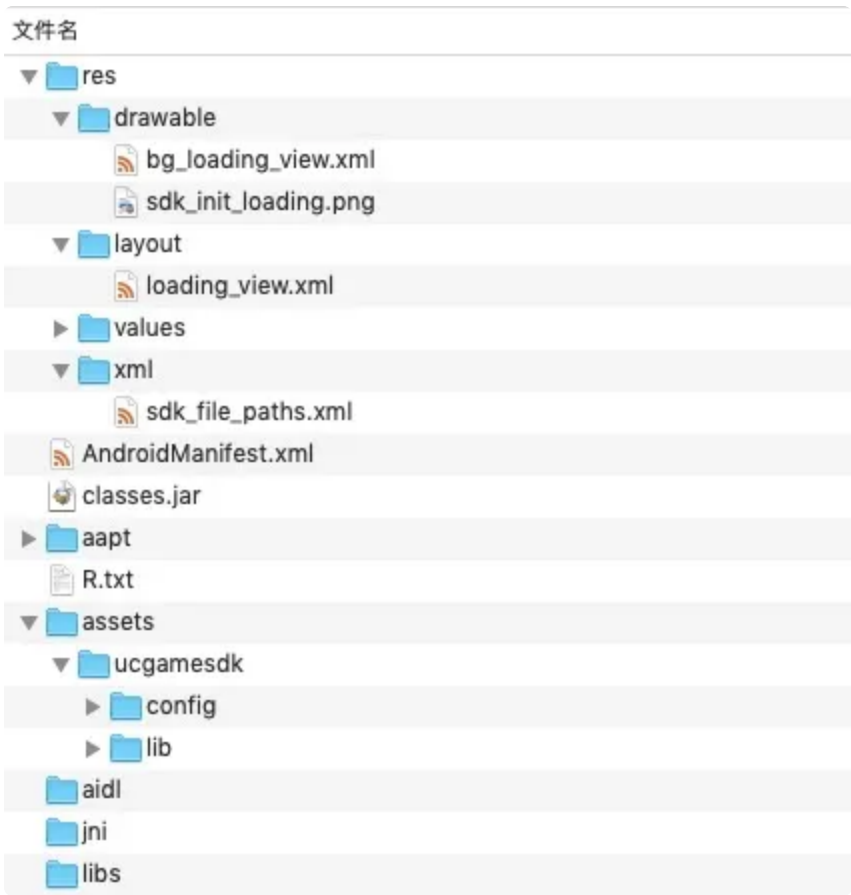 文件名
res
drawable
bg_loading_view.xml
sdk_init_loading.png
layout
loading_view.xml
values
xml
sdk_file_paths.xml
AndroidManifest.xml
classes.jar
aapt
R.txt
assets
ucgamesdk
config
lib
aidl
jni
libs